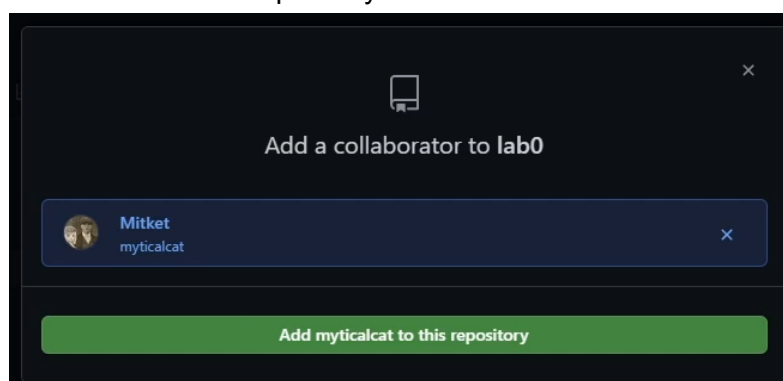 Add a collaborator to lab0
Mitket
myticalcat
Add myticalcat to this repository